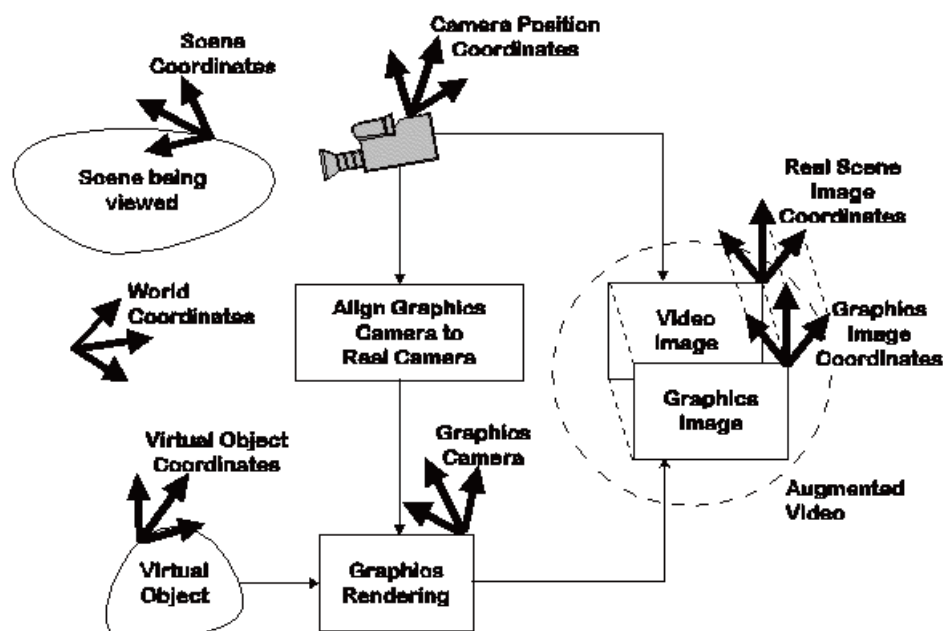 Camera Position
Coordinates
Scene
Coordinates
Scene being
viewed
Real Scene
Image
Coordinates
World
Coordinates
Align Graphics
Camera to
Real Camera
Video
Image
Graphics
Image
Coordinates
Graphics
Image
Virtual Object
Coordinates
Graphics
Camera
Augmented
Video
Virtual
Object
Graphics
Rendering